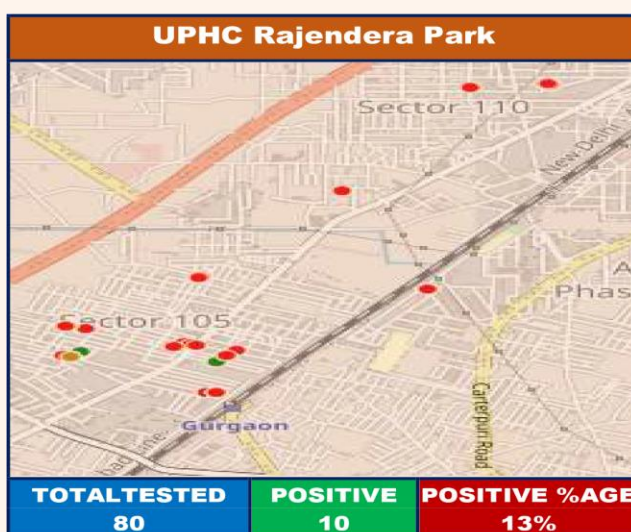 UPHC Rajendera Park
Sector 110
New Delhi
A
Phas
Sector 105
Gurgaon
Carterpuri Road
TOTALTESTED
POSITIVE
POSITIVE %AGE
80
10
13%